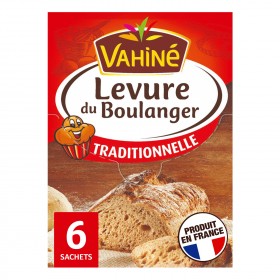 VAHINÉ
Levure
du Boulanger
TRADITIONNELLE
6
SACHETS
PRODUIT
EN FRANCE